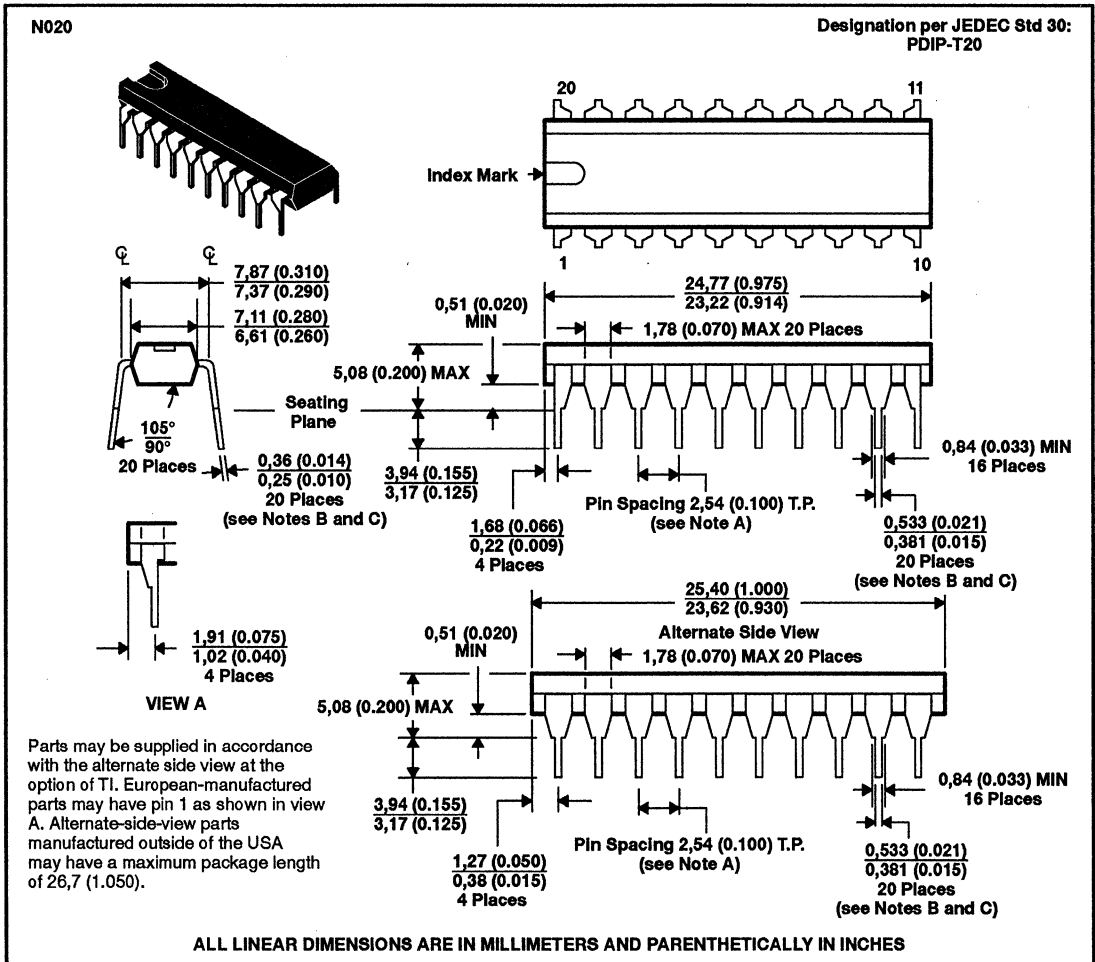 N020
Designation per JEDEC Std 30:
PDIP-T20
20
11
Index Mark
1
10
℄
℄
7,87 (0.310)
7,37 (0.290)
7,11 (0.280)
6,61 (0.260)
105°
90°
20 Places
0,36 (0.014)
0,25 (0.010)
20 Places
(see Notes B and C)
24,77 (0.975)
23,22 (0.914)
0,51 (0.020)
MIN
1,78 (0.070) MAX 20 Places
5,08 (0.200) MAX
Seating
Plane
3,94 (0.155)
3,17 (0.125)
1,68 (0.066)
0,22 (0.009)
4 Places
Pin Spacing 2,54 (0.100) T.P.
(see Note A)
0,84 (0.033) MIN
16 Places
0,533 (0.021)
0,381 (0.015)
20 Places
(see Notes B and C)
1,91 (0.075)
1,02 (0.040)
4 Places
VIEW A
25,40 (1.000)
23,62 (0.930)
Alternate Side View
0,51 (0.020)
MIN
1,78 (0.070) MAX 20 Places
5,08 (0.200) MAX
3,94 (0.155)
3,17 (0.125)
1,27 (0.050)
0,38 (0.015)
4 Places
Pin Spacing 2,54 (0.100) T.P.
(see Note A)
0,84 (0.033) MIN
16 Places
0,533 (0.021)
0,381 (0.015)
20 Places
(see Notes B and C)
Parts may be supplied in accordance
with the alternate side view at the
option of TI. European-manufactured
parts may have pin 1 as shown in view
A. Alternate-side-view parts
manufactured outside of the USA
may have a maximum package length
of 26,7 (1.050).
ALL LINEAR DIMENSIONS ARE IN MILLIMETERS AND PARENTHETICALLY IN INCHES